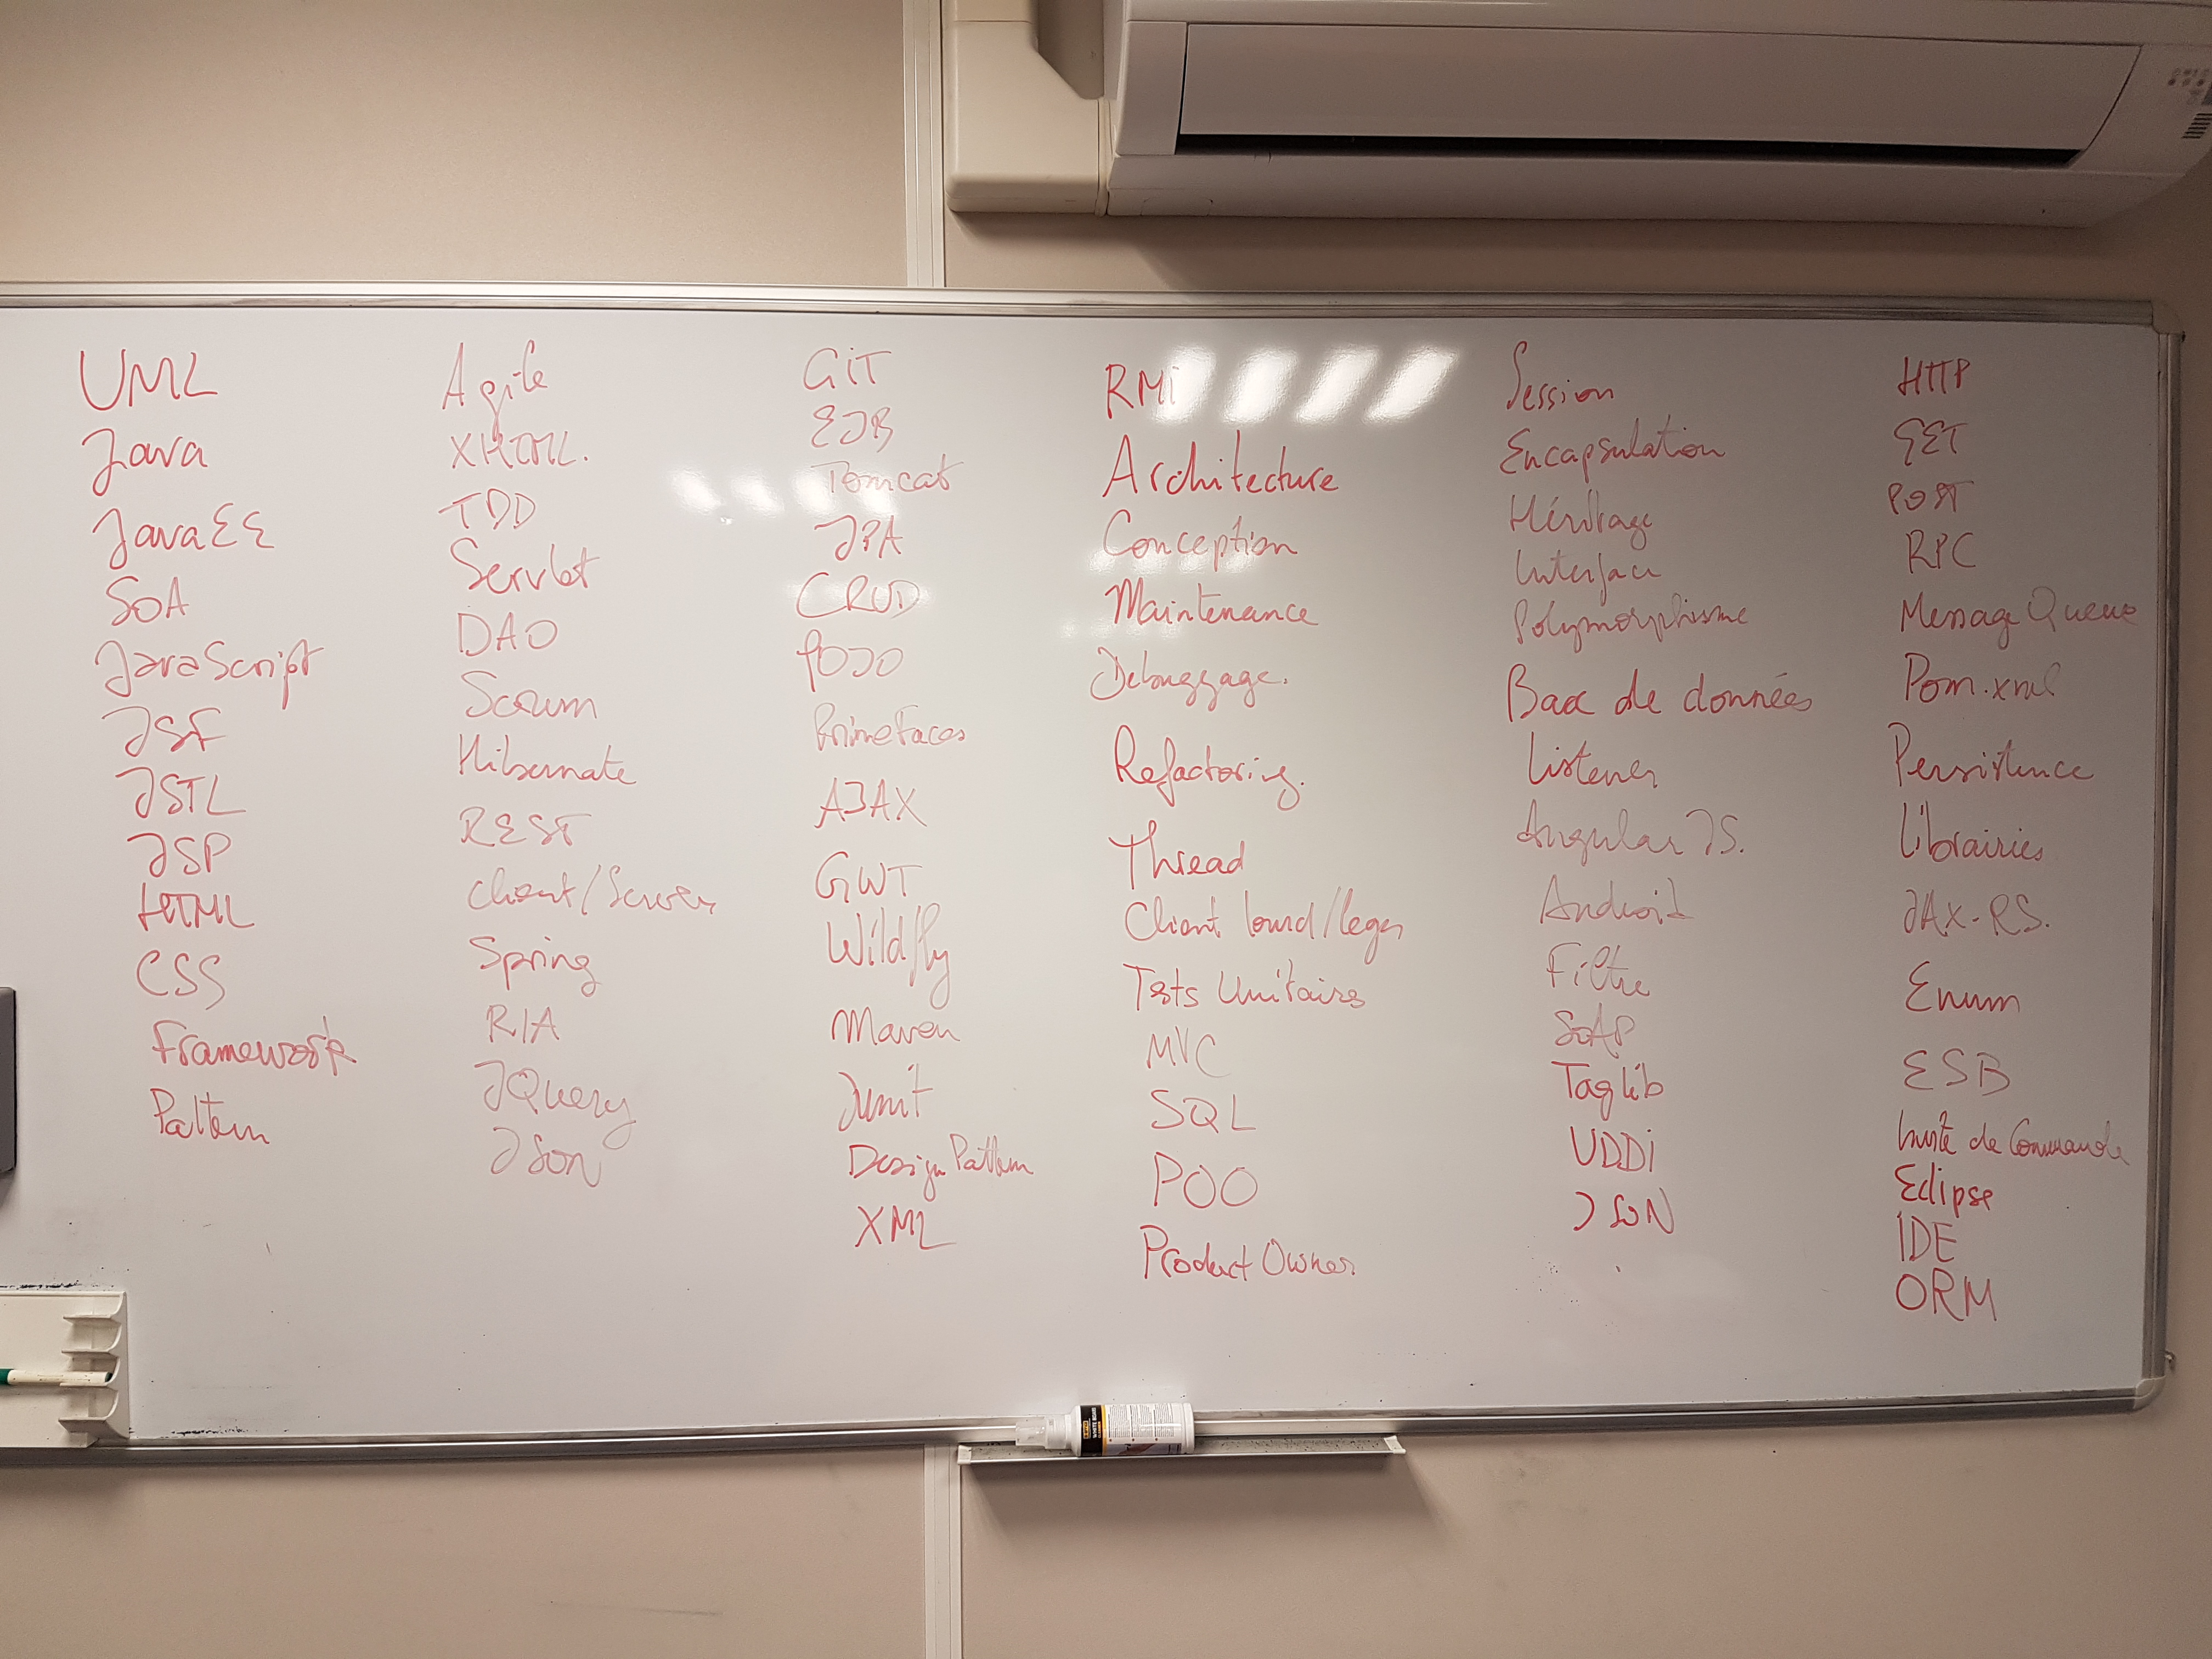 UML
Java
JavaEE
SOA
JavaScript
JSF
JSTL
JSP
HTML
CSS
Framework
Pattern
Agile
XHTML.
TDD
Servlet
DAO
Scrum
Hibernate
REST
Client/Server
Spring
RIA
JQuery
JSON
GiT
EJB
Tomcat
JPA
CRUD
POJO
PrimeFaces
AJAX
GWT
Wildfly
Maven
JUnit
Design Pattern
XML
RMi
Architecture
Conception
Maintenance
Debuggage.
Refactoring.
Thread
Client lourd/leger
Tests Unitaires
MVC
SQL
POO
Product Owner
Session
Encapsulation
Héritage
Interface
Polymorphisme
Base de données
Listener
Angular JS.
Android
Filtre
SOAP
Taglib
UDDi
JSON
HTTP
GET
POST
RPC
Message Queue
Pom.xml
Persistence
Librairies
JAX-RS.
Enum
ESB
de Commande
Eclipse
IDE
ORM
WHITE BOARD